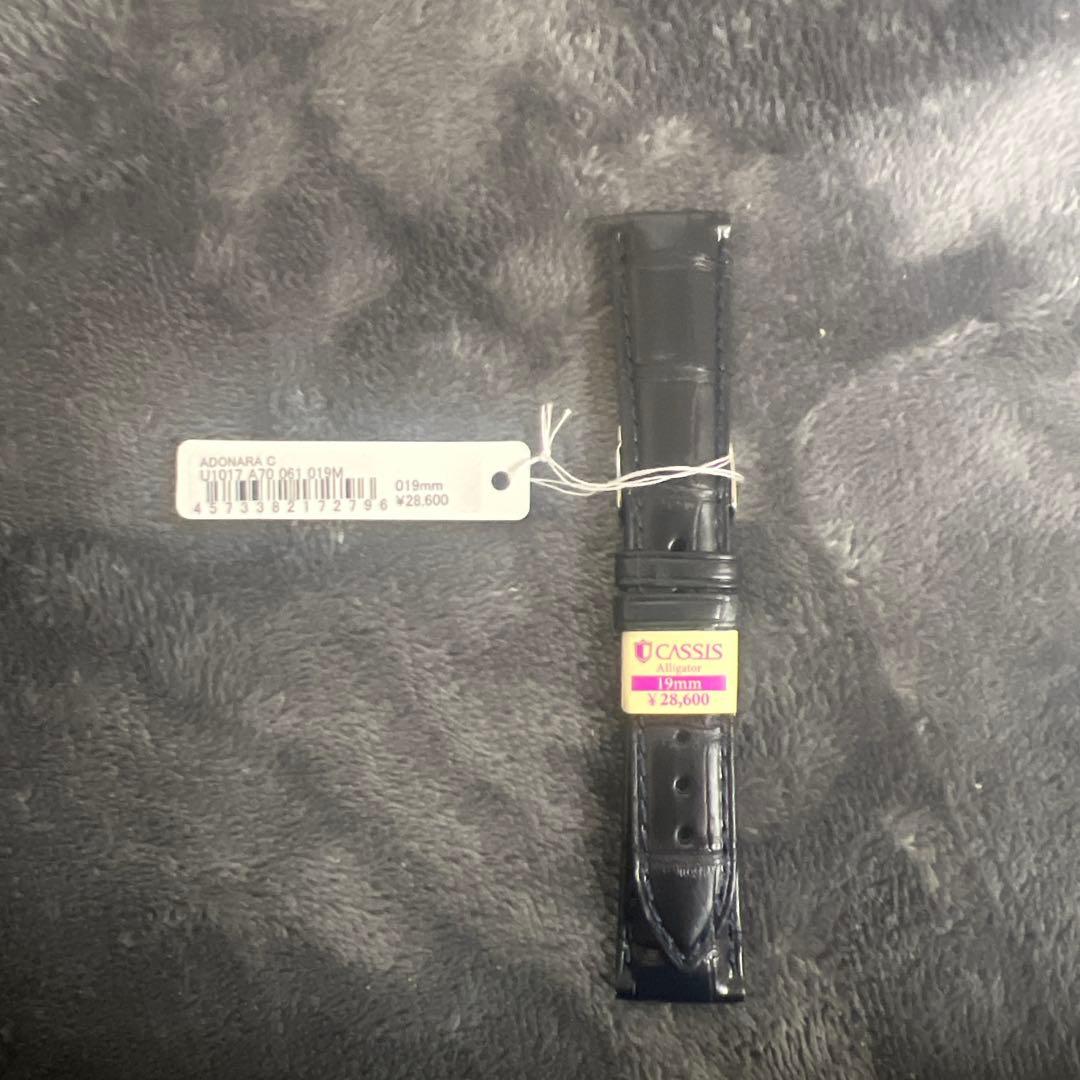 ADONARA C
U1017 A70 061 019M
019mm
4573382172796
¥28,600
CASSIS
Alligator
19mm
¥28,600